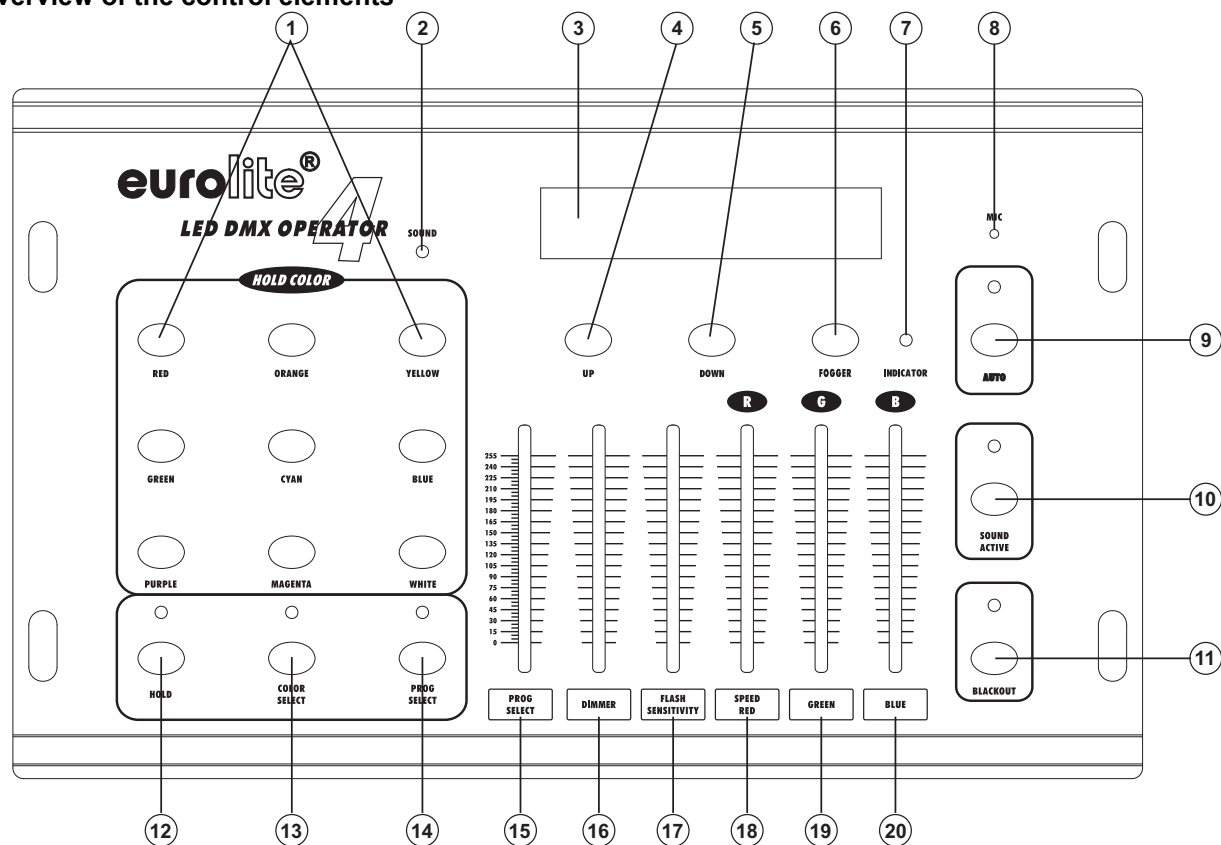 verview of the control elements
1 2 3 4 5 6 7 8
eurolite®
LED DMX OPERATOR 4
SOUND
MIC
HOLD COLOR
RED ORANGE YELLOW
UP DOWN FOGGER INDICATOR
AUTO
9
R G B
GREEN CYAN BLUE
255
240
225
210
195
180
165
150
135
120
105
90
75
60
45
30
15
0
10
SOUND
ACTIVE
PURPLE MAGENTA WHITE
11
HOLD
COLOR
SELECT
PROG
SELECT
BLACKOUT
PROG
SELECT
DIMMER
FLASH
SENSITIVITY
SPEED
RED
GREEN
BLUE
12 13 14 15 16 17 18 19 20